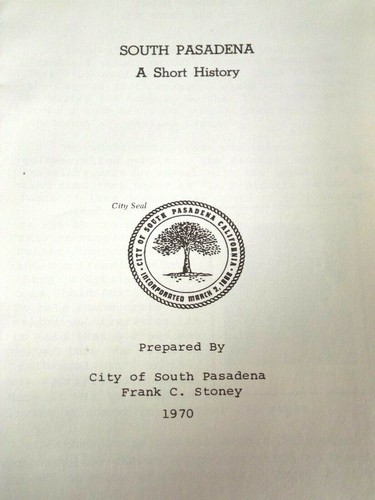 SOUTH PASADENA
A Short History
City Seal
CITY OF SOUTH PASADENA CALIFORNIA
INCORPORATED MARCH 2, 1888
Prepared By
City of South Pasadena
Frank C. Stoney
1970